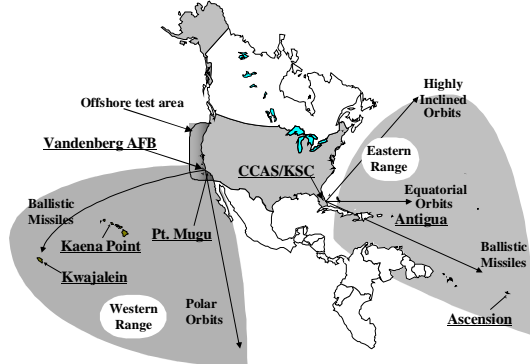 Highly
Inclined
Orbits
Offshore test area
Vandenberg AFB
Eastern
Range
CCAS/KSC
Equatorial
Orbits
Antigua
Ballistic
Missiles
Pt. Mugu
Kaena Point
Kwajalein
Ballistic
Missiles
Western
Range
Polar
Orbits
Ascension